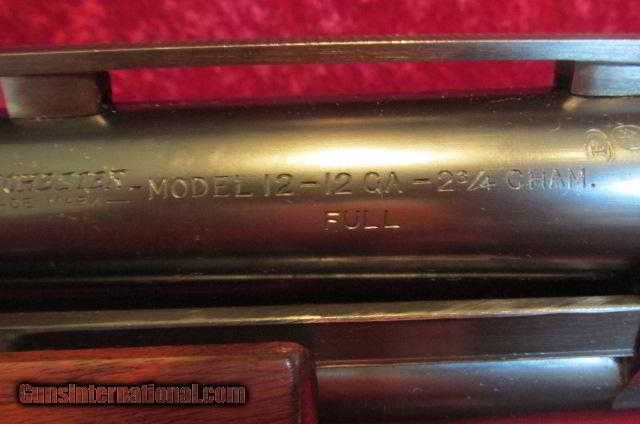 -MODEL 12-12 GA-2¾ CHAM.
FULL
GunsInternational.com